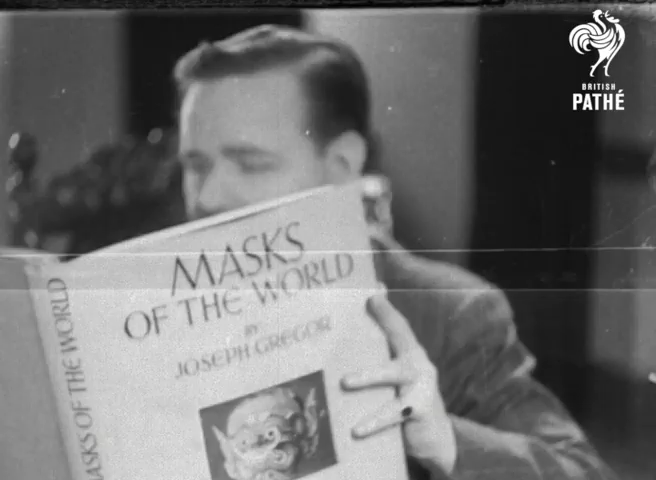 BRITISH
PATHÉ
MASKS
OF THE WORLD
BY
JOSEPH GREGOR
MASKS OF THE WORLD